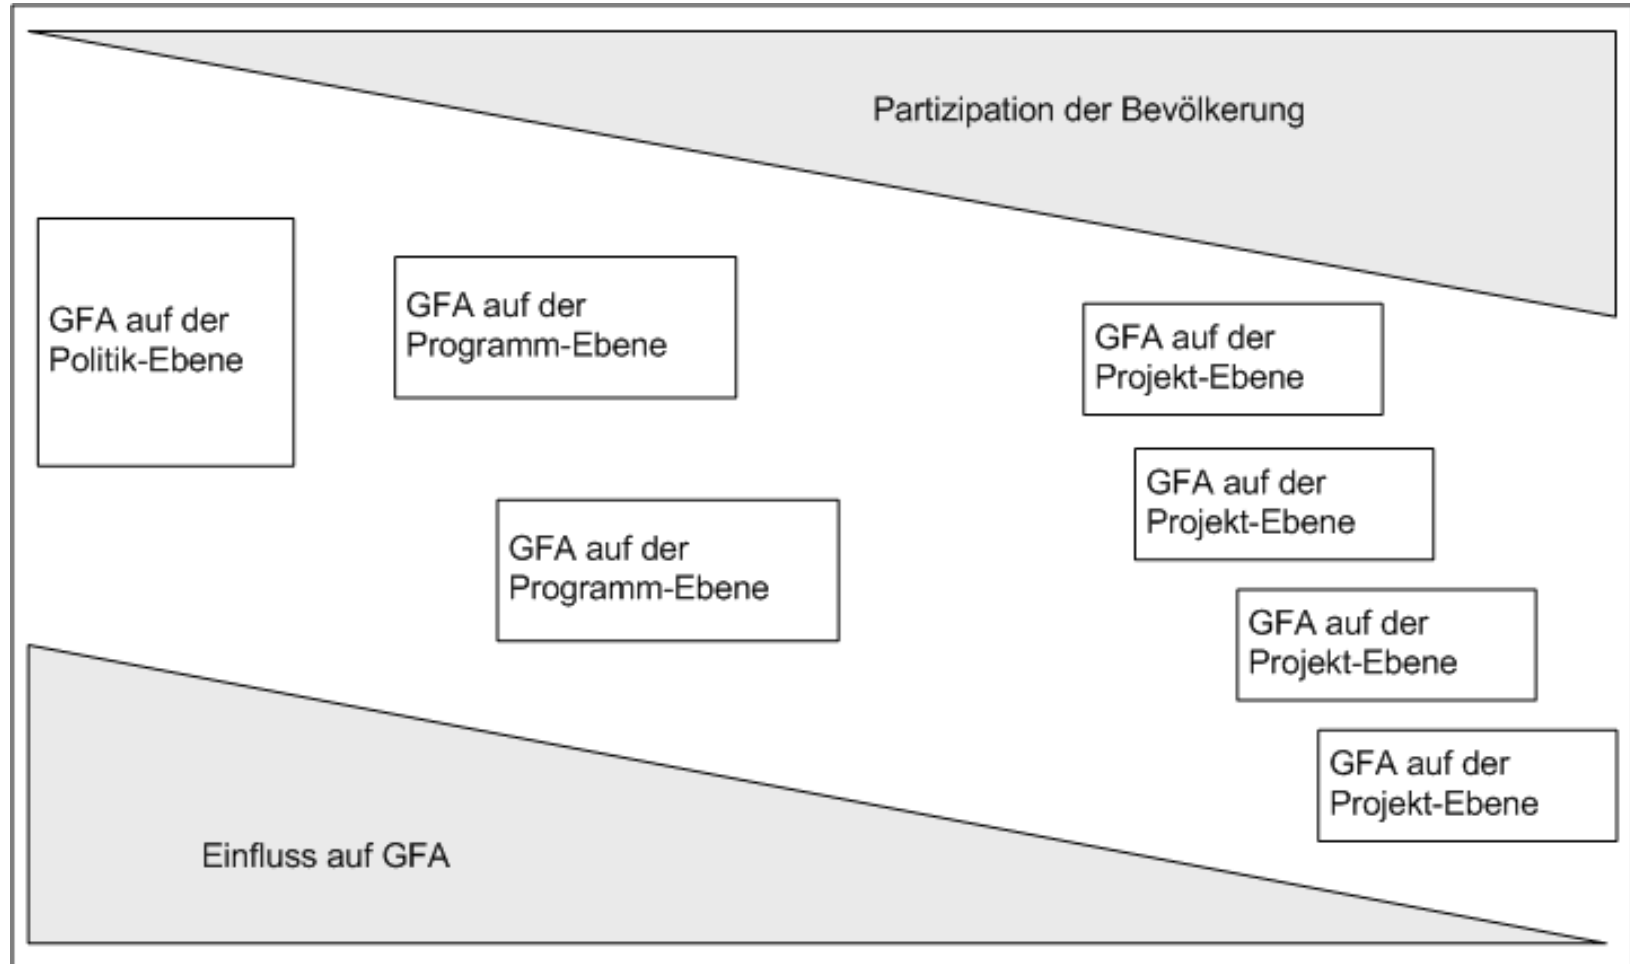 Partizipation der Bevölkerung
GFA auf der
Politik-Ebene
GFA auf der
Programm-Ebene
GFA auf der
Projekt-Ebene
GFA auf der
Projekt-Ebene
GFA auf der
Programm-Ebene
GFA auf der
Projekt-Ebene
GFA auf der
Projekt-Ebene
Einfluss auf GFA